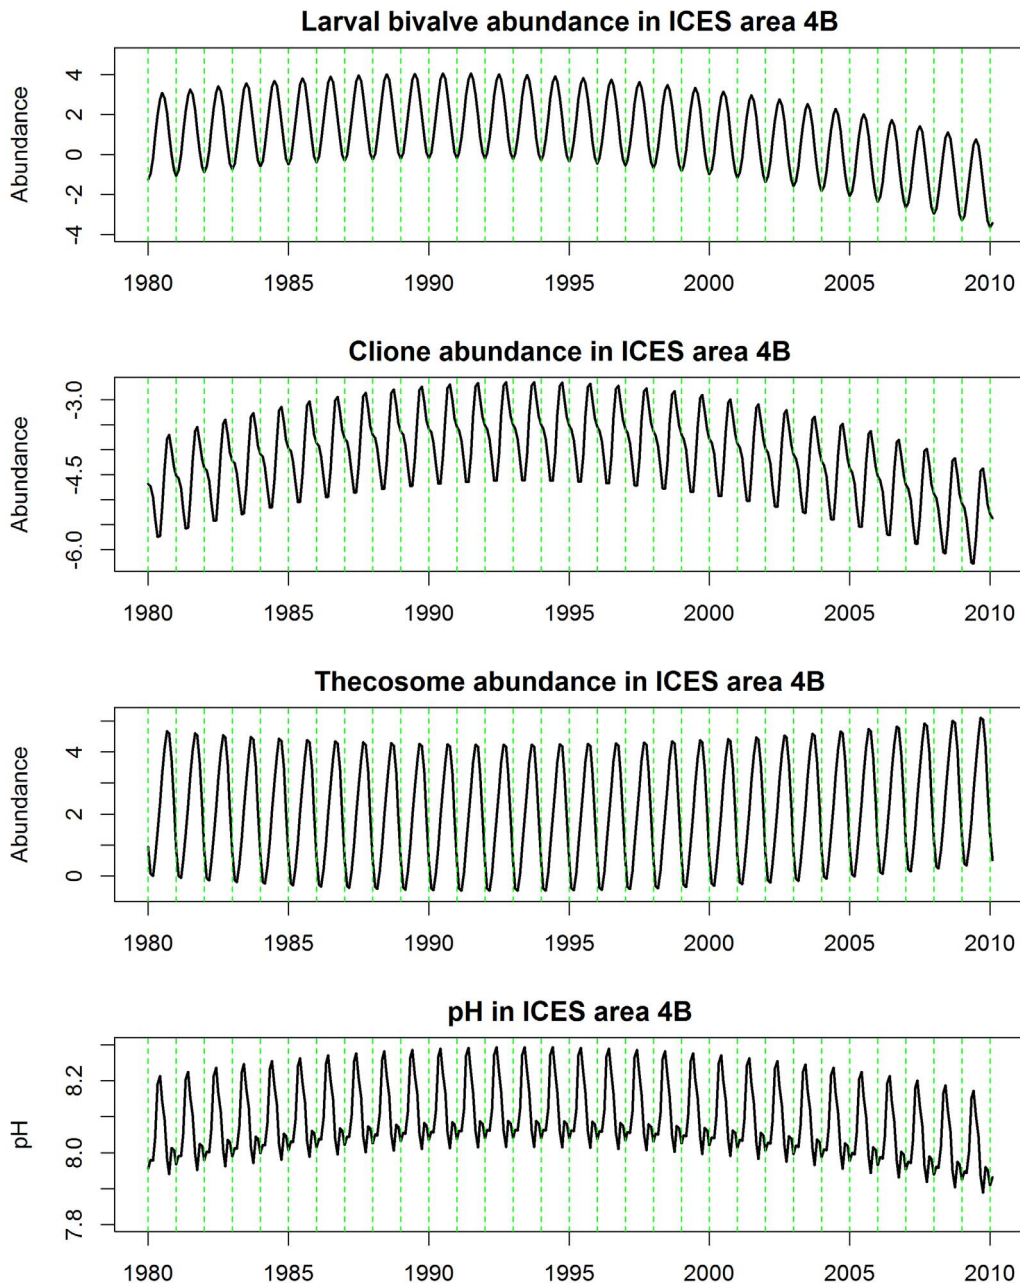 Larval bivalve abundance in ICES area 4B
Abundance
4
2
0
-2
-4
1980 1985 1990 1995 2000 2005 2010
Clione abundance in ICES area 4B
Abundance
-3.0
-4.5
-6.0
1980 1985 1990 1995 2000 2005 2010
Thecosome abundance in ICES area 4B
Abundance
4
2
0
1980 1985 1990 1995 2000 2005 2010
pH in ICES area 4B
pH
8.2
8.0
7.8
1980 1985 1990 1995 2000 2005 2010